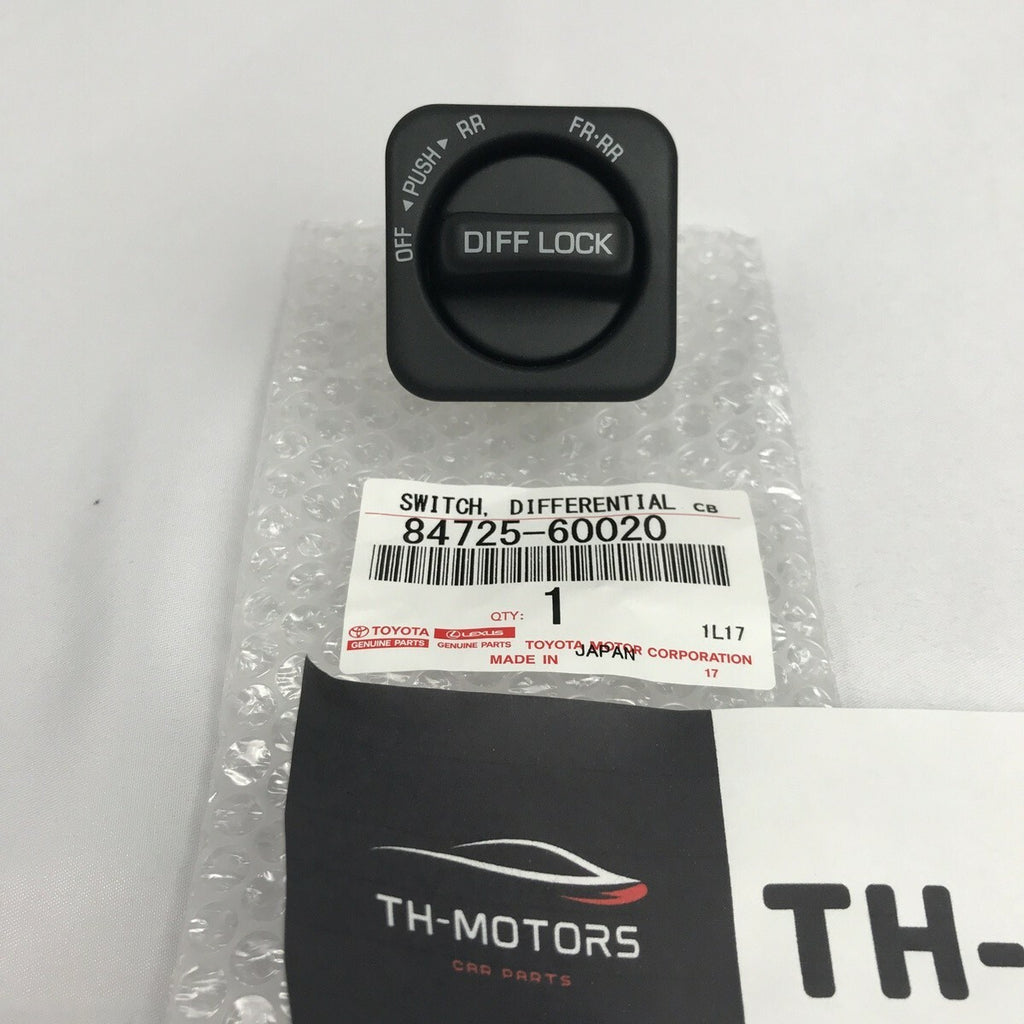 OFF ◄PUSH► RR FR·RR
DIFF LOCK
SWITCH, DIFFERENTIAL CB
84725-60020
QTY: 1
1L17
TOYOTA
GENUINE PARTS
LEXUS
GENUINE PARTS
TOYOTA MOTOR CORPORATION
MADE IN JAPAN
17
TH-MOTORS
CAR PARTS
TH-